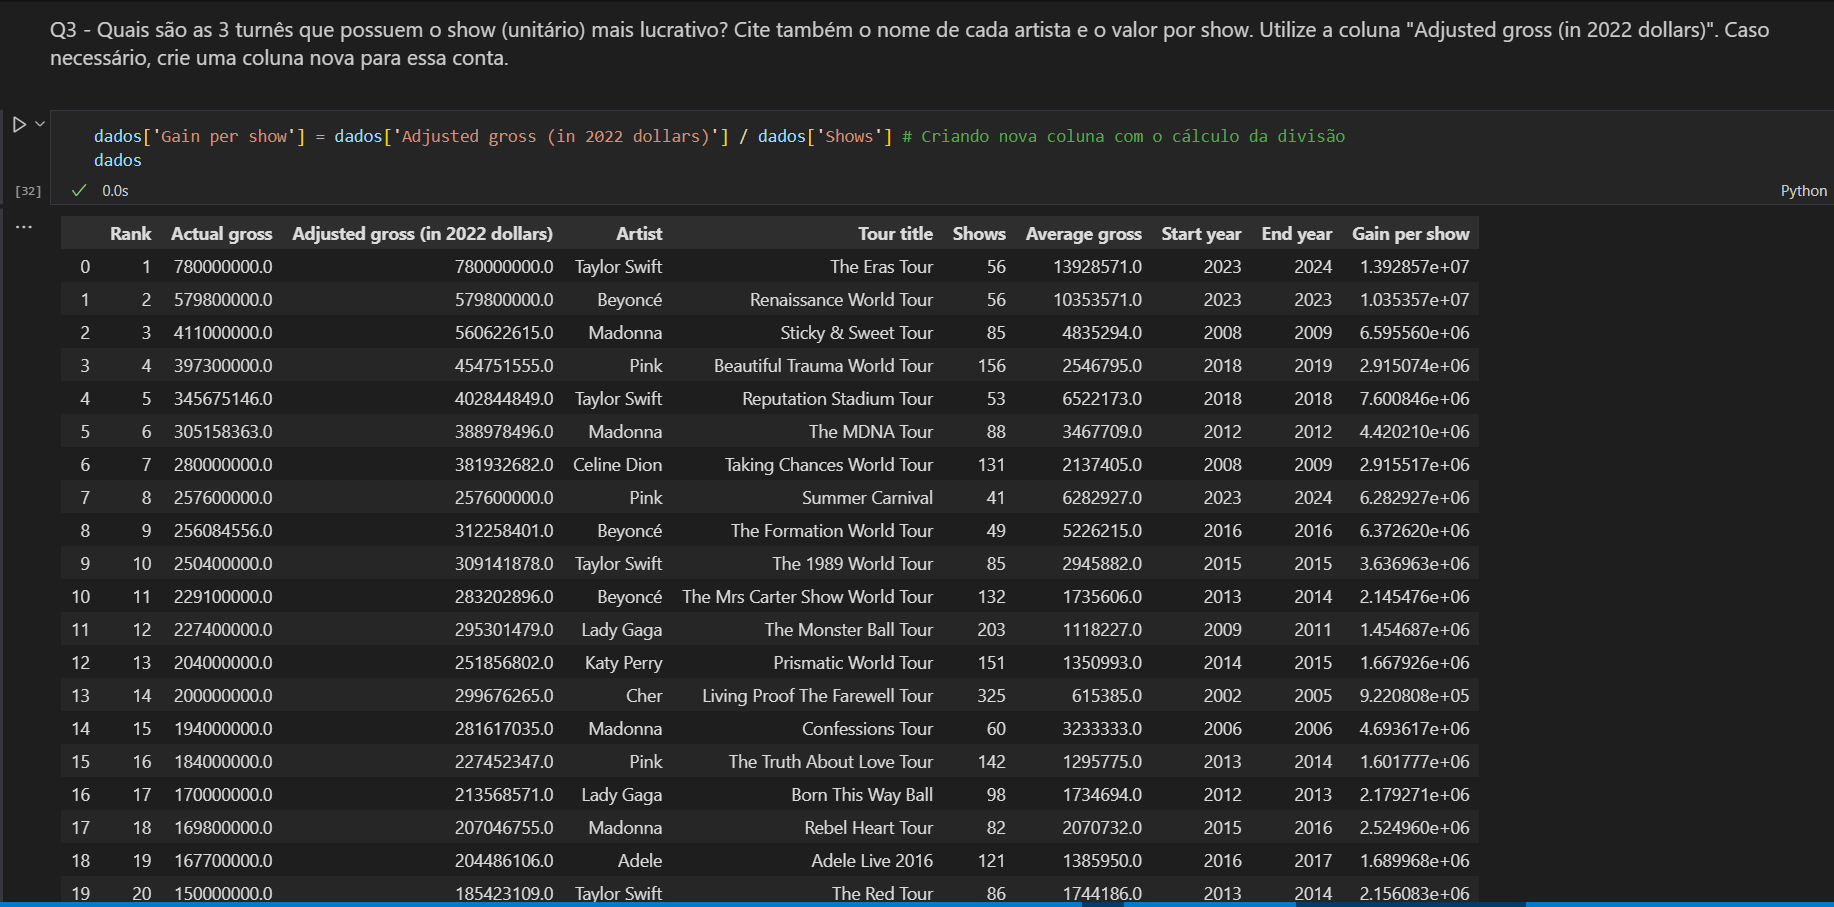 Q3 - Quais são as 3 turnês que possuem o show (unitário) mais lucrativo? Cite também o nome de cada artista e o valor por show. Utilize a coluna "Adjusted gross (in 2022 dollars)". Caso
necessário, crie uma coluna nova para essa conta.
dados['Gain per show'] = dados['Adjusted gross (in 2022 dollars)'] / dados['Shows'] # Criando nova coluna com o cálculo da divisão
dados
[32] 0.0s Python
Rank Actual gross Adjusted gross (in 2022 dollars) Artist Tour title Shows Average gross Start year End year Gain per show
0 1 780000000.0 780000000.0 Taylor Swift The Eras Tour 56 13928571.0 2023 2024 1.392857e+07
1 2 579800000.0 579800000.0 Beyoncé Renaissance World Tour 56 10353571.0 2023 2023 1.035357e+07
2 3 411000000.0 560622615.0 Madonna Sticky & Sweet Tour 85 4835294.0 2008 2009 6.595560e+06
3 4 397300000.0 454751555.0 Pink Beautiful Trauma World Tour 156 2546795.0 2018 2019 2.915074e+06
4 5 345675146.0 402844849.0 Taylor Swift Reputation Stadium Tour 53 6522173.0 2018 2018 7.600846e+06
5 6 305158363.0 388978496.0 Madonna The MDNA Tour 88 3467709.0 2012 2012 4.420210e+06
6 7 280000000.0 381932682.0 Celine Dion Taking Chances World Tour 131 2137405.0 2008 2009 2.915517e+06
7 8 257600000.0 257600000.0 Pink Summer Carnival 41 6282927.0 2023 2024 6.282927e+06
8 9 256084556.0 312258401.0 Beyoncé The Formation World Tour 49 5226215.0 2016 2016 6.372620e+06
9 10 250400000.0 309141878.0 Taylor Swift The 1989 World Tour 85 2945882.0 2015 2015 3.636963e+06
10 11 229100000.0 283202896.0 Beyoncé The Mrs Carter Show World Tour 132 1735606.0 2013 2014 2.145476e+06
11 12 227400000.0 295301479.0 Lady Gaga The Monster Ball Tour 203 1118227.0 2009 2011 1.454687e+06
12 13 204000000.0 251856802.0 Katy Perry Prismatic World Tour 151 1350993.0 2014 2015 1.667926e+06
13 14 200000000.0 299676265.0 Cher Living Proof The Farewell Tour 325 615385.0 2002 2005 9.220808e+05
14 15 194000000.0 281617035.0 Madonna Confessions Tour 60 3233333.0 2006 2006 4.693617e+06
15 16 184000000.0 227452347.0 Pink The Truth About Love Tour 142 1295775.0 2013 2014 1.601777e+06
16 17 170000000.0 213568571.0 Lady Gaga Born This Way Ball 98 1734694.0 2012 2013 2.179271e+06
17 18 169800000.0 207046755.0 Madonna Rebel Heart Tour 82 2070732.0 2015 2016 2.524960e+06
18 19 167700000.0 204486106.0 Adele Adele Live 2016 121 1385950.0 2016 2017 1.689968e+06
19 20 150000000.0 185423109.0 Taylor Swift The Red Tour 86 1744186.0 2013 2014 2.156083e+06